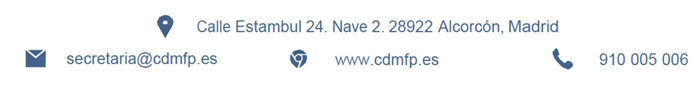 Calle Estambul 24. Nave 2. 28922 Alcorcón, Madrid
secretaria@cdmfp.es www.cdmfp.es 910 005 006